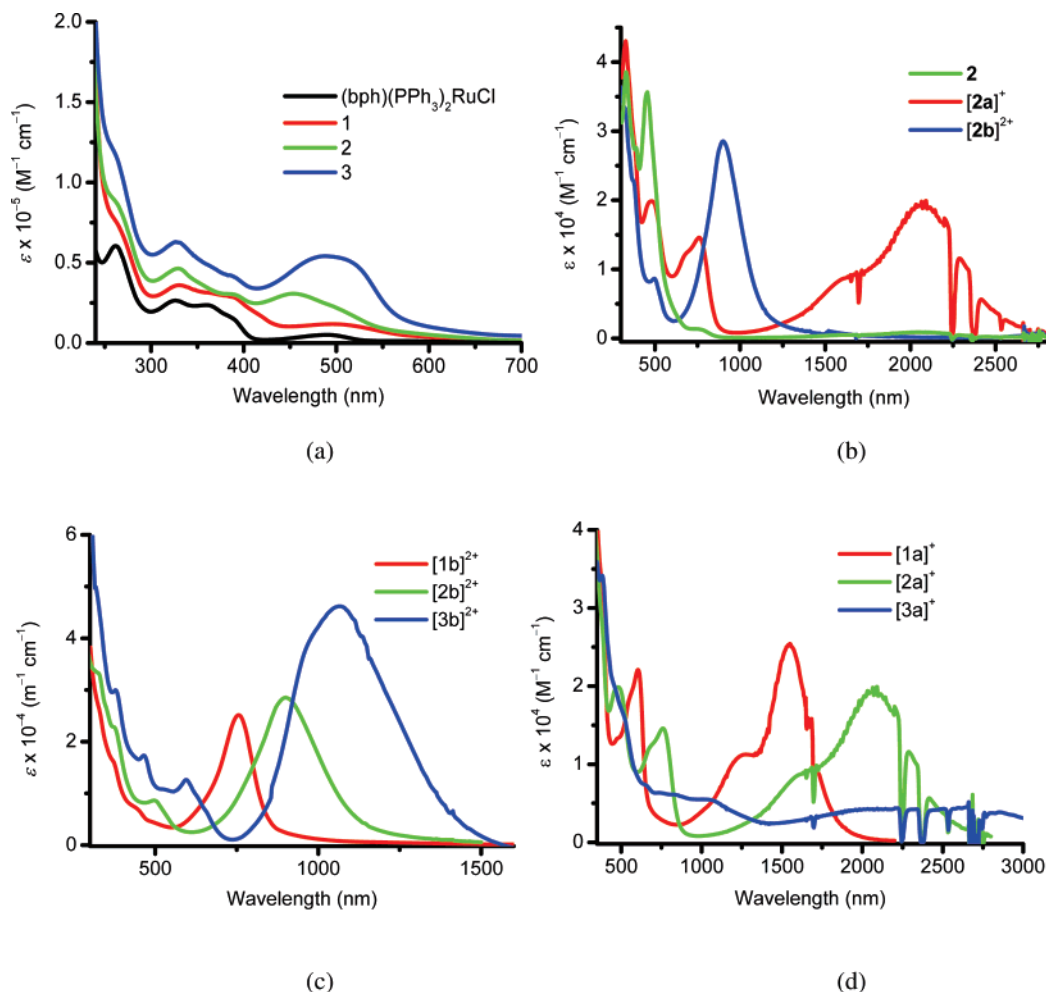 2.0
1.5
1.0
0.5
0.0
300 400 500 600 700
ε x 10⁻⁵ (M⁻¹ cm⁻¹)
Wavelength (nm)
(bph)(PPh₃)₂RuCl
1
2
3
(a)
4
3
2
1
0
500 1000 1500 2000 2500
ε x 10⁴ (M⁻¹ cm⁻¹)
Wavelength (nm)
2
[2a]⁺
[2b]²⁺
(b)
6
4
2
0
500 1000 1500
ε x 10⁻⁴ (m⁻¹ cm⁻¹)
Wavelength (nm)
[1b]²⁺
[2b]²⁺
[3b]²⁺
(c)
4
3
2
1
0
500 1000 1500 2000 2500 3000
ε x 10⁴ (M⁻¹ cm⁻¹)
Wavelength (nm)
[1a]⁺
[2a]⁺
[3a]⁺
(d)